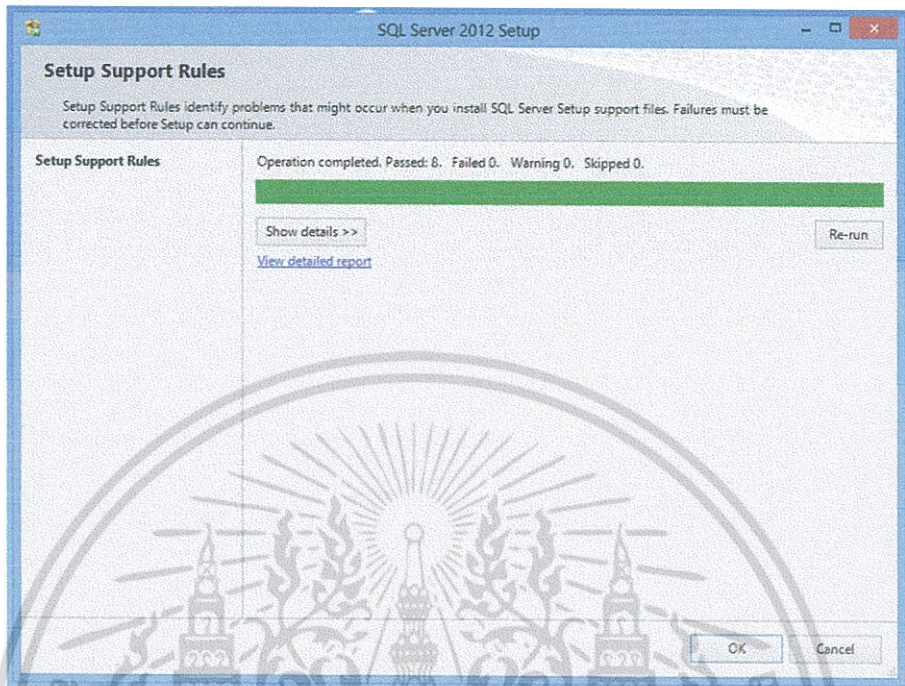 SQL Server 2012 Setup
Setup Support Rules
Setup Support Rules identify problems that might occur when you install SQL Server Setup support files. Failures must be
corrected before Setup can continue.
Setup Support Rules
Operation completed. Passed: 8.   Failed 0.   Warning 0.   Skipped 0.
Show details >>
Re-run
View detailed report
OK
Cancel